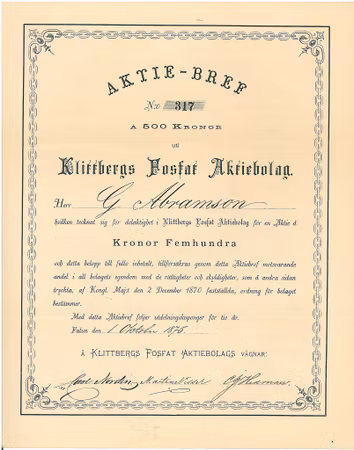 AKTIE-BREF
No 317
A 500 KRONOR
uti
Klittbergs Fosfat Aktiebolag.
Herr G Abramson
hvilken tecknat sig för delaktighet i Klittbergs Fosfat Aktiebolag för en Aktie á
Kronor Femhundra
och detta belopp till fullo inbetalt, tillförsäkras genom detta Aktiebref motsvarande
andel i all bolagets egendom med de rättigheter och skyldigheter, som å andra sidan
tryckta, af Kongl. Maj:t den 2 December 1870 fastställda, ordning för bolaget
bestämmer.
Med detta Aktiebref följer utdelningskuponger för tio år.
Falun den 1 Oktober 1875.
Å KLITTBERGS FOSFAT AKTIEBOLAGS VÄGNAR: